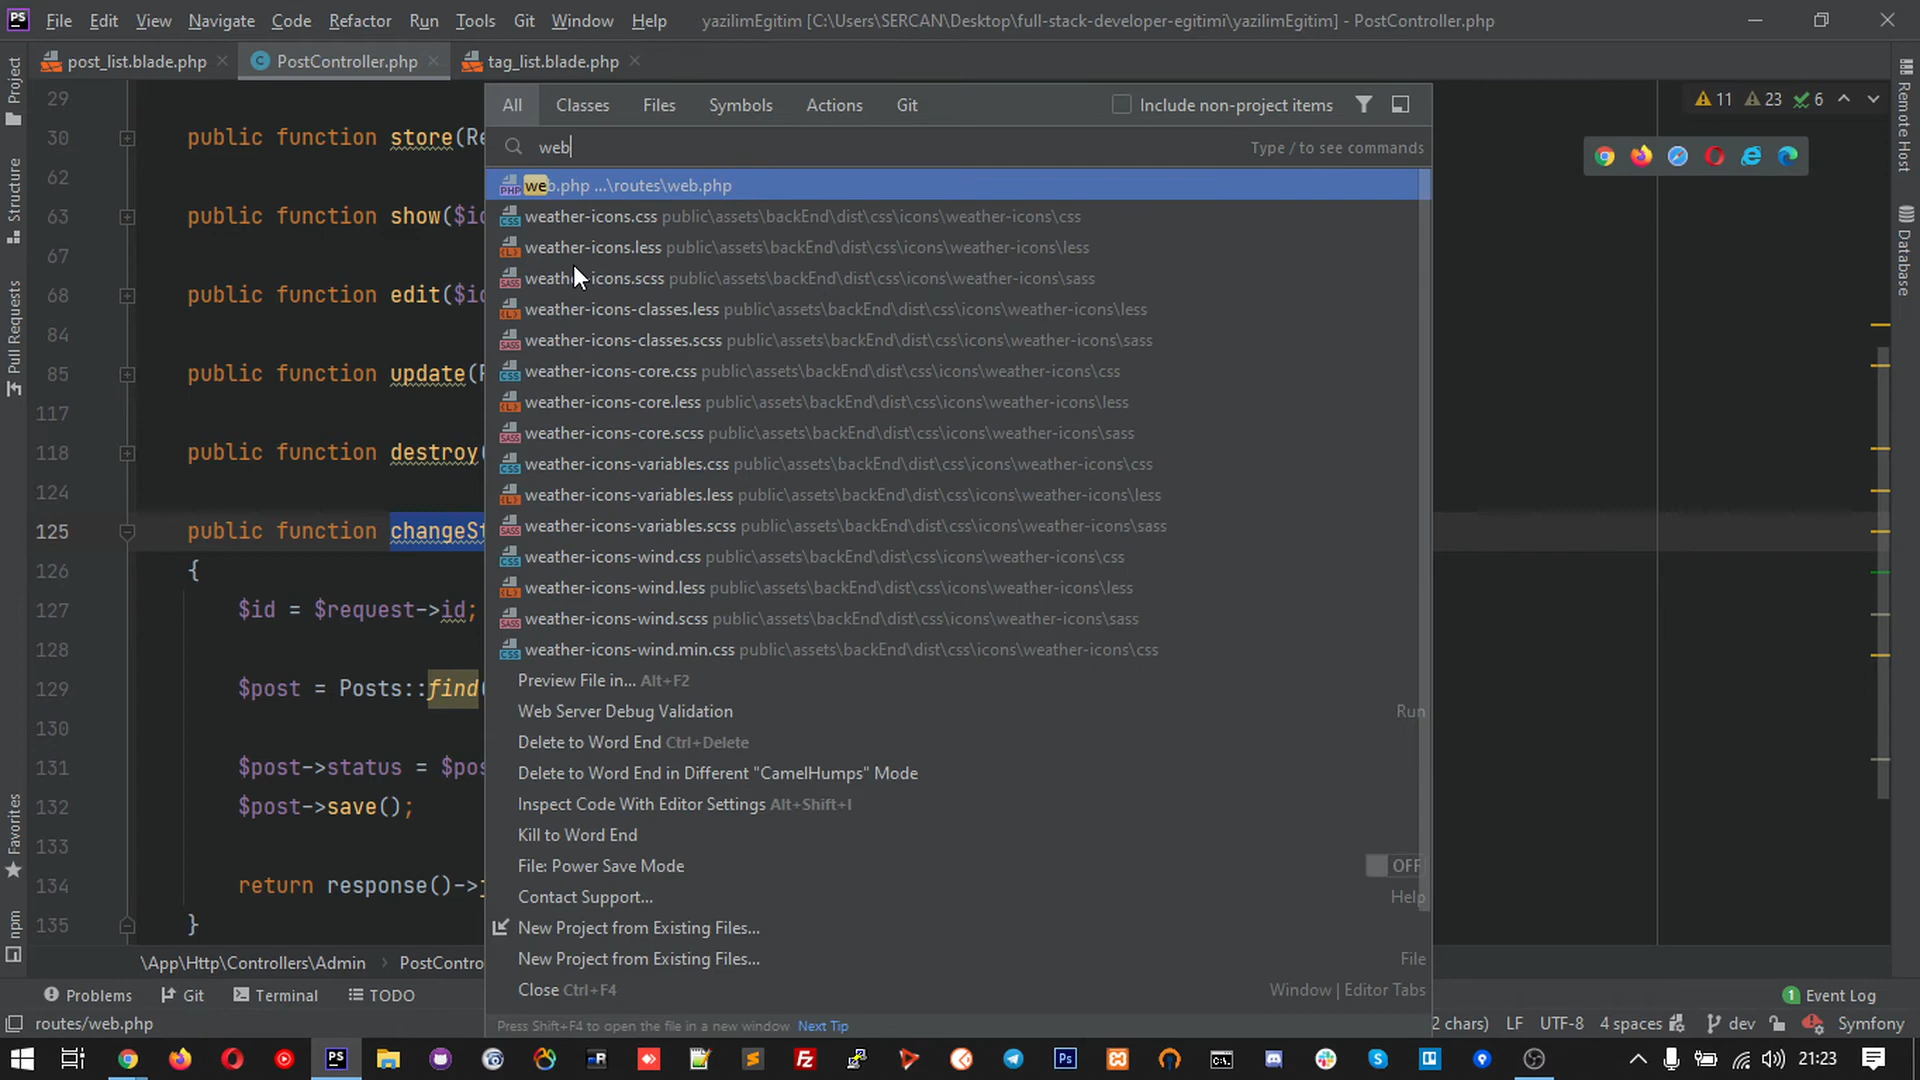 PS File Edit View Navigate Code Refactor Run Tools Git Window Help yazilimEgitim [C:\Users\SERCAN\Desktop\full-stack-developer-egitimi\yazilimEgitim] - PostController.php
post_list.blade.php PostController.php tag_list.blade.php
Project
Structure
Pull Requests
Favorites
npm
Remote Host
Database
All Classes Files Symbols Actions Git Include non-project items
web Type / to see commands
11 23 6
web.php ...\routes\web.php
weather-icons.css public\assets\backEnd\dist\css\icons\weather-icons\css
weather-icons.less public\assets\backEnd\dist\css\icons\weather-icons\less
weather-icons.scss public\assets\backEnd\dist\css\icons\weather-icons\sass
weather-icons-classes.less public\assets\backEnd\dist\css\icons\weather-icons\less
weather-icons-classes.scss public\assets\backEnd\dist\css\icons\weather-icons\sass
weather-icons-core.css public\assets\backEnd\dist\css\icons\weather-icons\css
weather-icons-core.less public\assets\backEnd\dist\css\icons\weather-icons\less
weather-icons-core.scss public\assets\backEnd\dist\css\icons\weather-icons\sass
weather-icons-variables.css public\assets\backEnd\dist\css\icons\weather-icons\css
weather-icons-variables.less public\assets\backEnd\dist\css\icons\weather-icons\less
weather-icons-variables.scss public\assets\backEnd\dist\css\icons\weather-icons\sass
weather-icons-wind.css public\assets\backEnd\dist\css\icons\weather-icons\css
weather-icons-wind.less public\assets\backEnd\dist\css\icons\weather-icons\less
weather-icons-wind.scss public\assets\backEnd\dist\css\icons\weather-icons\sass
weather-icons-wind.min.css public\assets\backEnd\dist\css\icons\weather-icons\css
Preview File in... Alt+F2
Web Server Debug Validation Run
Delete to Word End Ctrl+Delete
Delete to Word End in Different "CamelHumps" Mode
Inspect Code With Editor Settings Alt+Shift+I
Kill to Word End
File: Power Save Mode OFF
Contact Support... Help
New Project from Existing Files...
New Project from Existing Files... File
Close Ctrl+F4 Window | Editor Tabs
Press Shift+F4 to open the file in a new window Next Tip
29
30 public function store(Re
62
63 public function show($id
67
68 public function edit($id
84
85 public function update(R
117
118 public function destroy(
124
125 public function changeSt
126 {
127 $id = $request->id;
128
129 $post = Posts::find(
130
131 $post->status = $pos
132 $post->save();
133
134 return response()->j
135 }
\App\Http\Controllers\Admin PostContro
Problems Git Terminal TODO 1 Event Log
routes/web.php 2 chars) LF UTF-8 4 spaces dev Symfony
21:23